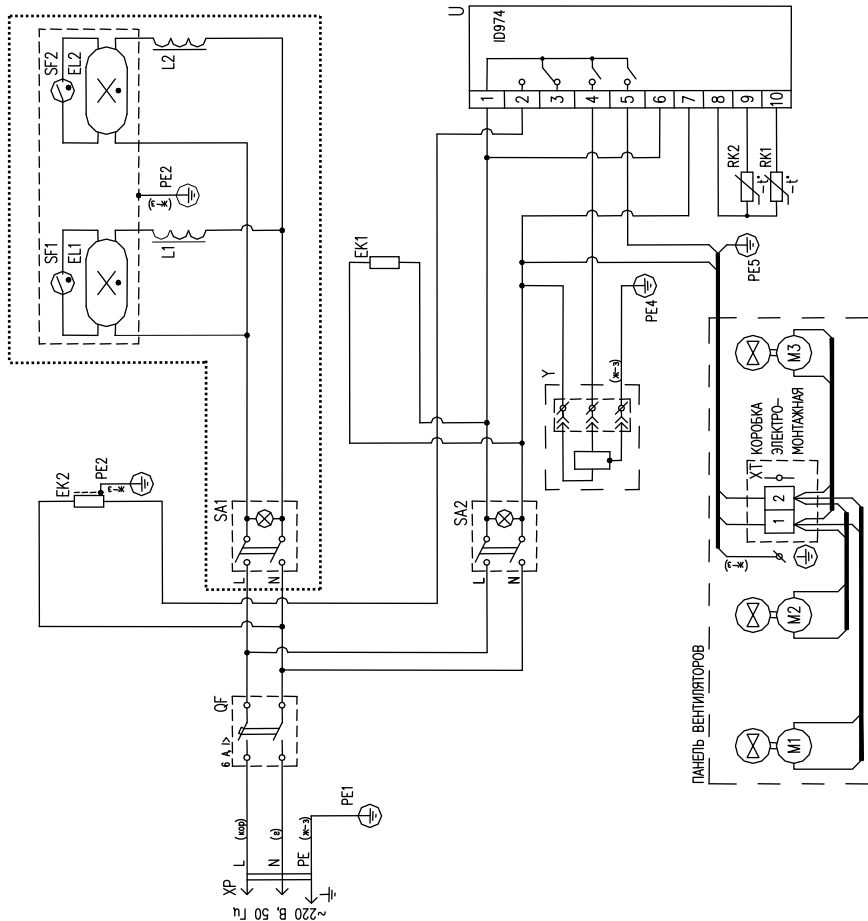 ~220 В, 50 Гц
XP
L
(кор)
N
(г)
PE
(ж-з)
PE1
6 А, I>
QF
EK2
PE2
(ж-з)
SA1
L
N
SF1
EL1
L1
PE2
(ж-з)
SF2
EL2
L2
SA2
L
N
EK1
Y
(ж-з)
PE4
U
ID974
1
2
3
4
5
6
7
8
9
10
RK2
-t°
RK1
-t°
PE5
ПАНЕЛЬ ВЕНТИЛЯТОРОВ
M1
M2
(ж-з)
1
2
XT КОРОБКА
ЭЛЕКТРО-
МОНТАЖНАЯ
M3